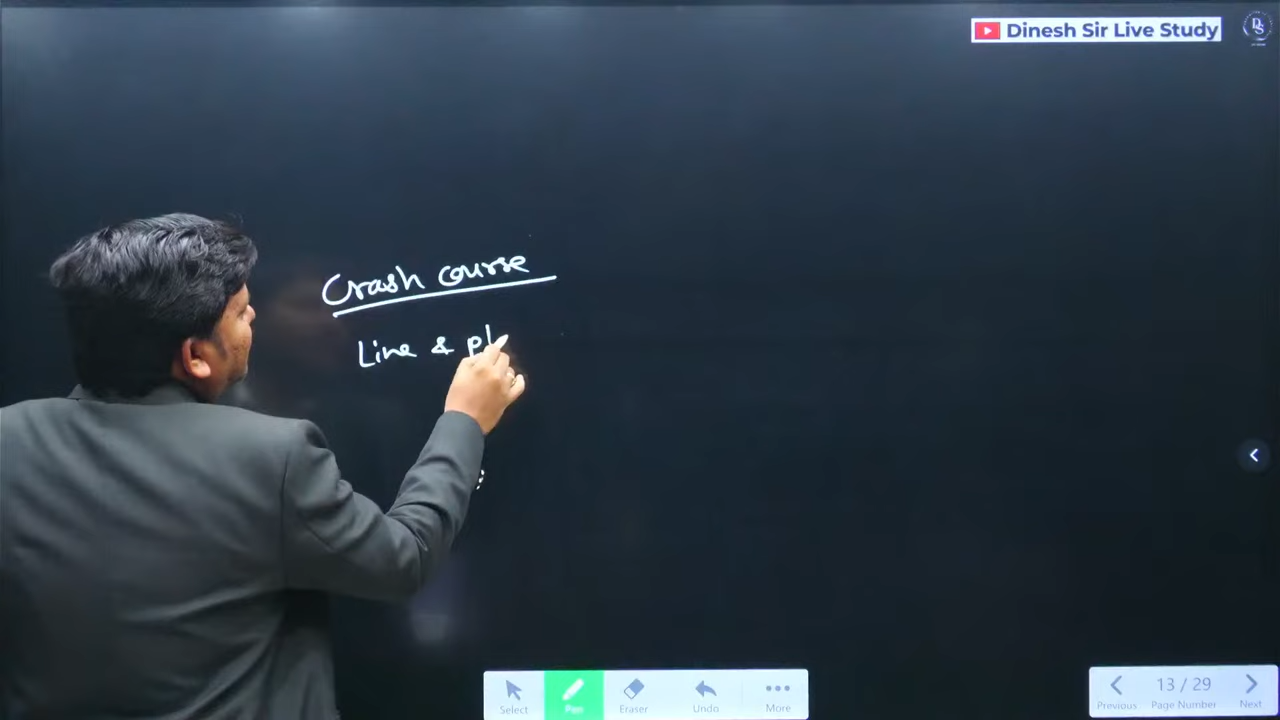 Dinesh Sir Live Study
DS
Crash course
Line & pl
Select
Pen
Eraser
Undo
More
Previous
13 / 29
Page Number
Next